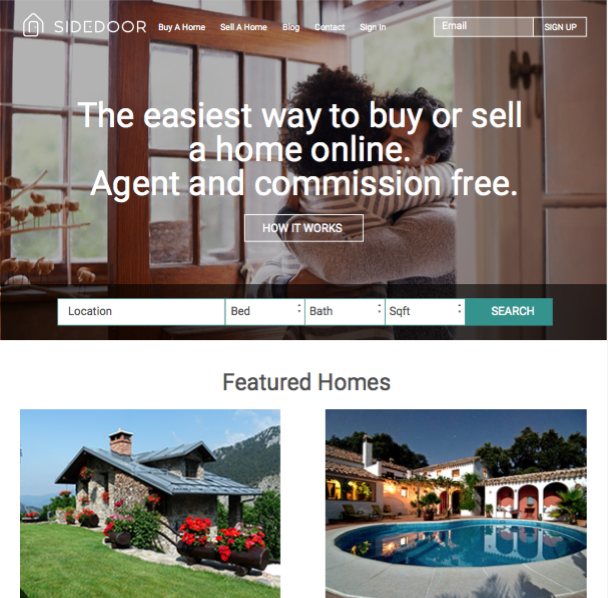 SIDEDOOR Buy A Home Sell A Home Blog Contact Sign In Email SIGN UP
The easiest way to buy or sell
a home online.
Agent and commission free.
HOW IT WORKS
Location Bed Bath Sqft SEARCH
Featured Homes